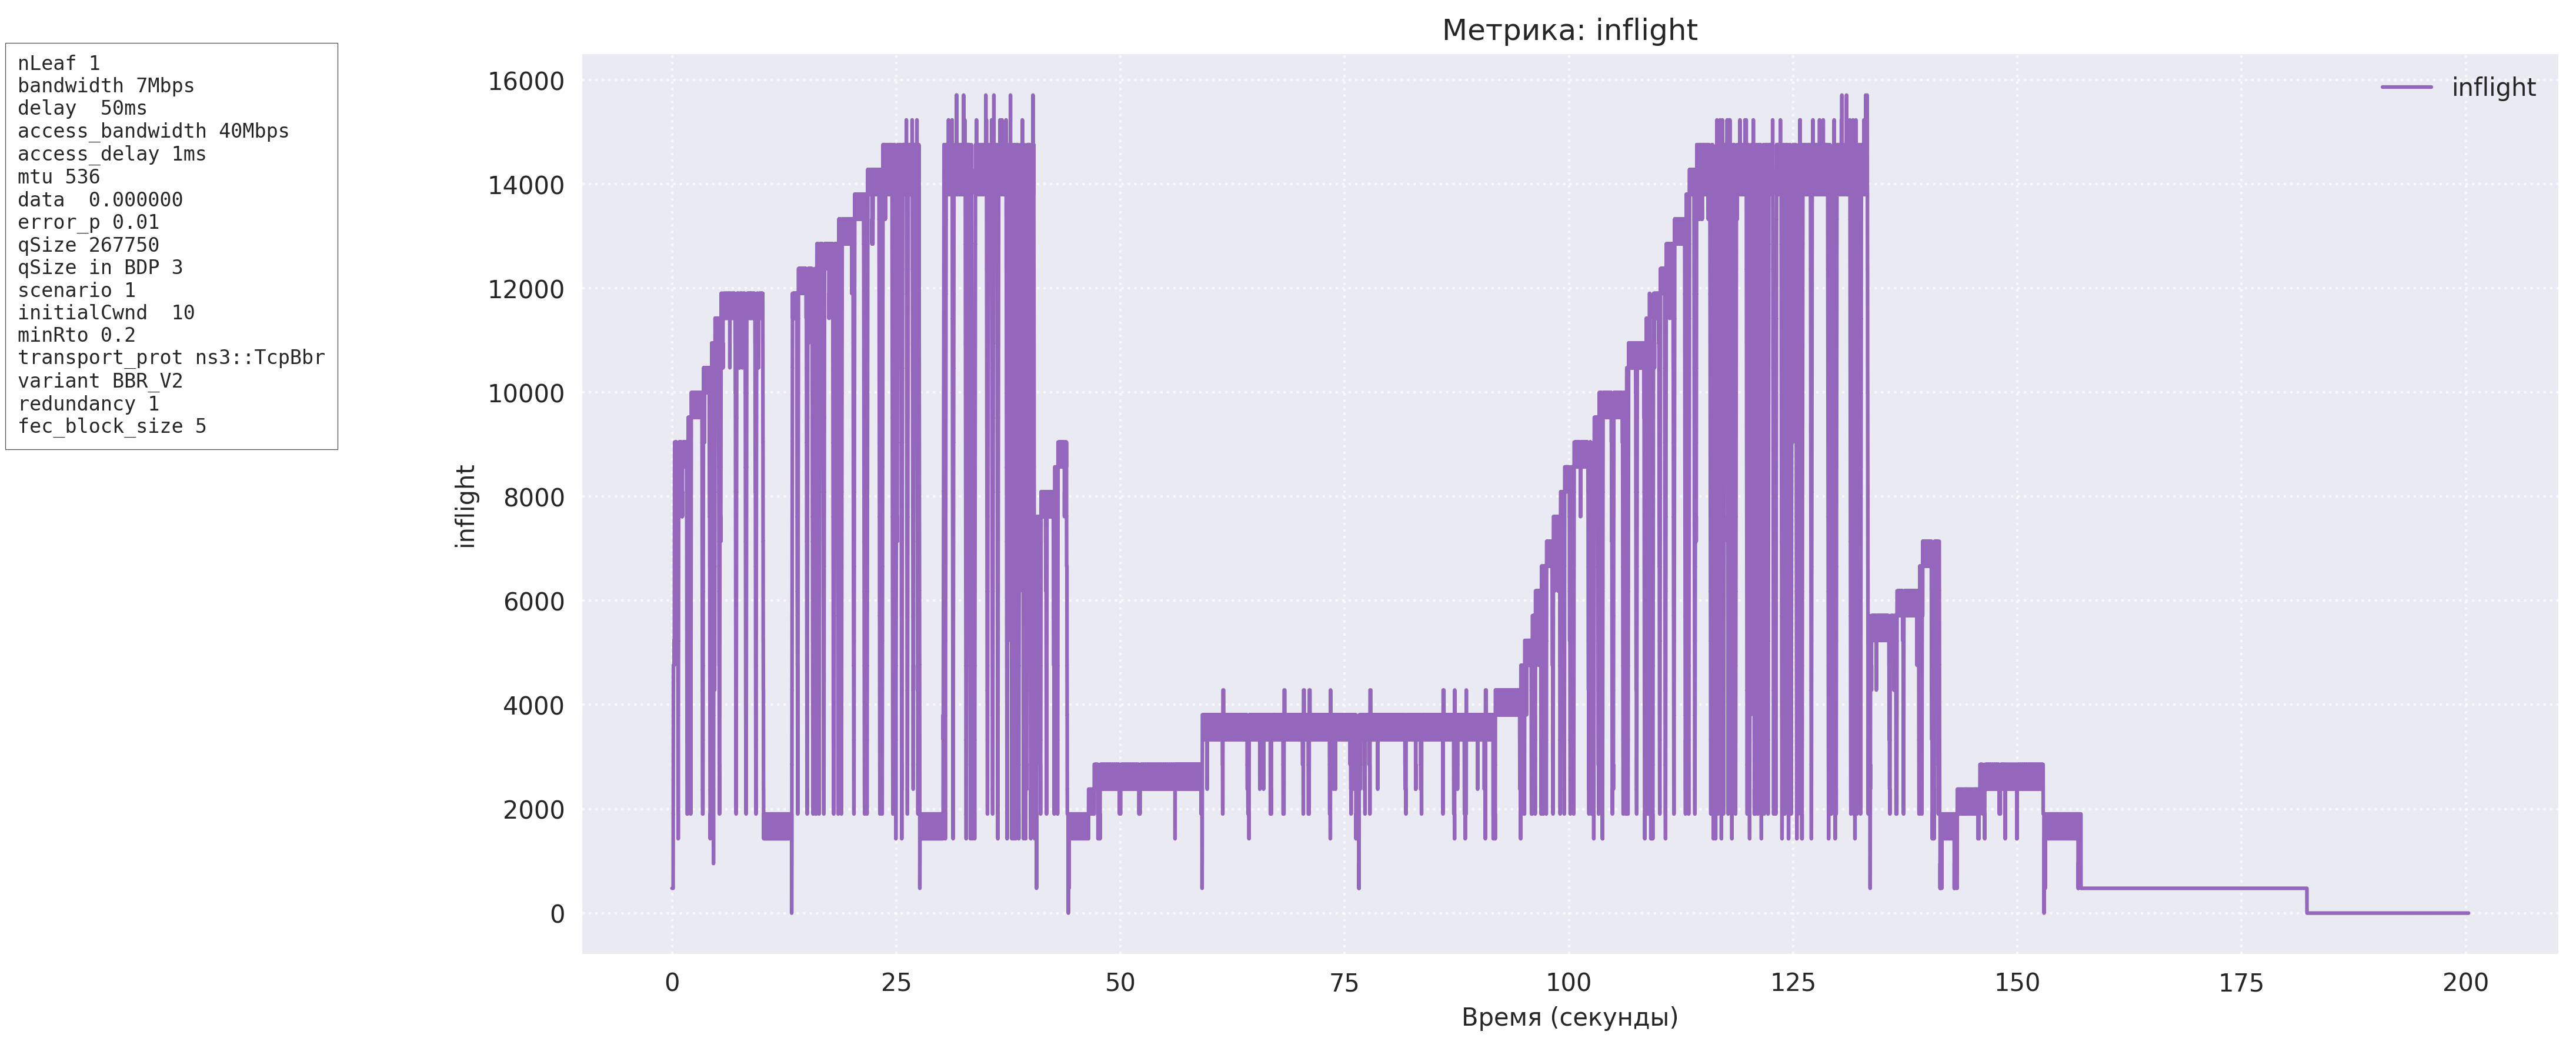 Метрика: inflight
nLeaf 1
bandwidth 7Mbps
delay  50ms
access_bandwidth 40Mbps
access_delay 1ms
mtu 536
data  0.000000
error_p 0.01
qSize 267750
qSize in BDP 3
scenario 1
initialCwnd  10
minRto 0.2
transport_prot ns3::TcpBbr
variant BBR_V2
redundancy 1
fec_block_size 5
inflight
16000
14000
12000
10000
8000
6000
4000
2000
0
inflight
0 25 50 75 100 125 150 175 200
Время (секунды)